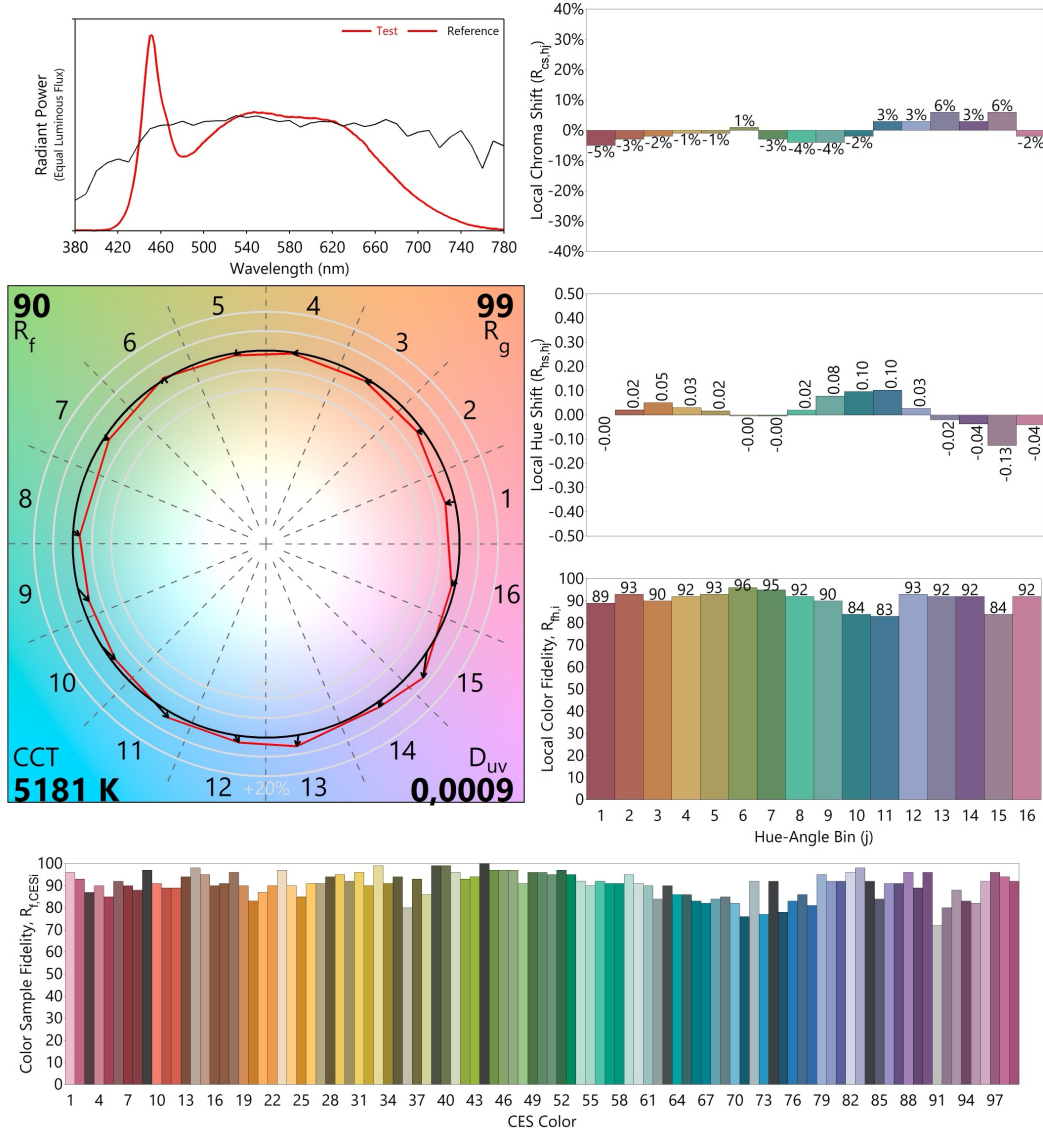 Test Reference
Radiant Power
(Equal Luminous Flux)
380 420 460 500 540 580 620 660 700 740 780
Wavelength (nm)
Local Chroma Shift (Rcs,hj)
40%
30%
20%
10%
0%
-10%
-20%
-30%
-40%
-5% -3% -2% -1% -1% 1% -3% -4% -4% -2% 3% 3% 6% 3% 6% -2%
90
Rf
99
Rg
5 4
6 3
7 2
8 1
9 16
10 15
11 14
12 +20% 13
CCT
5181 K
Duv
0,0009
Local Hue Shift (Rhs,hj)
0.50
0.40
0.30
0.20
0.10
0.00
-0.10
-0.20
-0.30
-0.40
-0.50
-0.00 0.02 0.05 0.03 0.02 -0.00 -0.00 0.02 0.08 0.10 0.10 0.03 -0.02 -0.04 -0.13 -0.04
Local Color Fidelity, Rfh,i
100
90
80
70
60
50
40
30
20
10
0
89 93 90 92 93 96 95 92 90 84 83 93 92 92 84 92
1 2 3 4 5 6 7 8 9 10 11 12 13 14 15 16
Hue-Angle Bin (j)
Color Sample Fidelity, Rf,CESi
100
90
80
70
60
50
40
30
20
10
0
1 4 7 10 13 16 19 22 25 28 31 34 37 40 43 46 49 52 55 58 61 64 67 70 73 76 79 82 85 88 91 94 97
CES Color